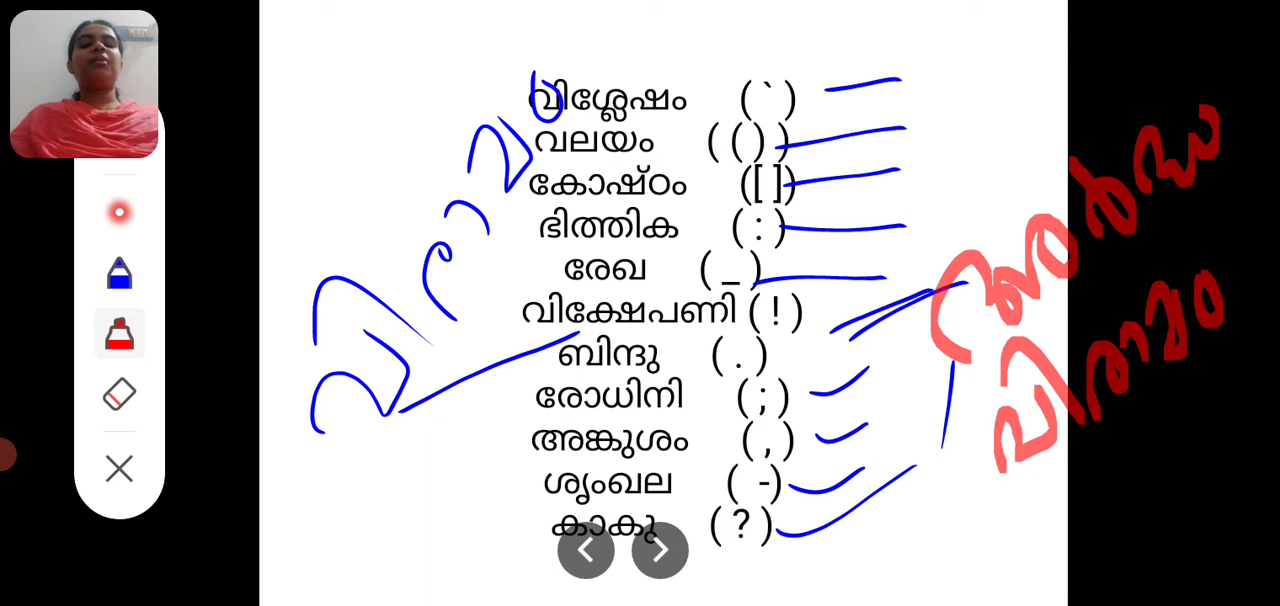 വിശ്ലേഷം ( ` )
വലയം ( ( ) )
കോഷ്ഠം ([ ])
ഭിത്തിക ( : )
രേഖ ( _ )
വിക്ഷേപണി ( ! )
ബിന്ദു ( . )
രോധിനി ( ; )
അങ്കുശം ( , )
ശൃംഖല ( -)
കാകു ( ? )
വിരാമം
അർദ്ധ
വിരാമം